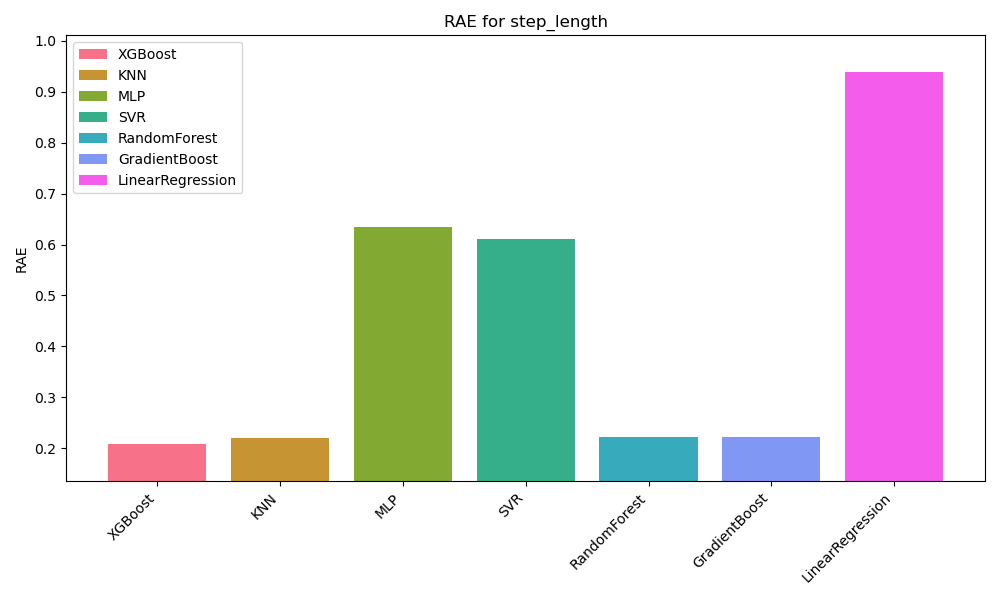 RAE for step_length
XGBoost
KNN
MLP
SVR
RandomForest
GradientBoost
LinearRegression
RAE
1.0
0.9
0.8
0.7
0.6
0.5
0.4
0.3
0.2
XGBoost
KNN
MLP
SVR
RandomForest
GradientBoost
LinearRegression